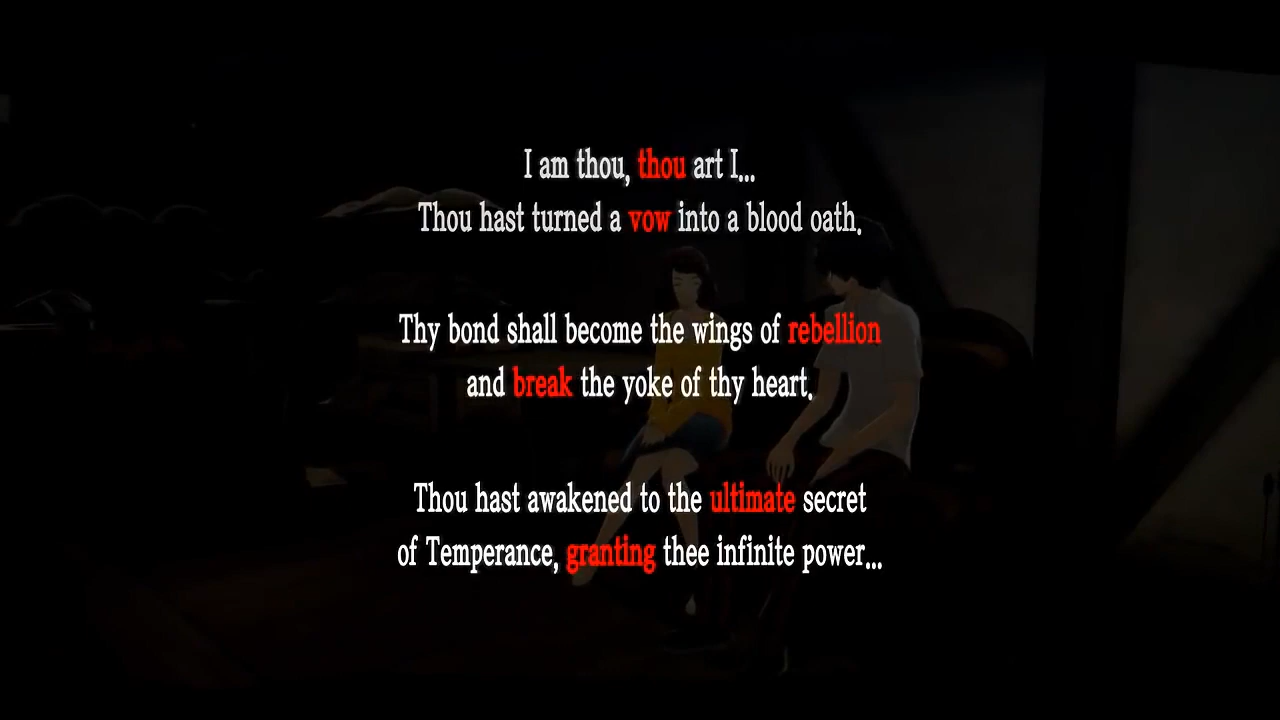 I am thou, thou art I...
Thou hast turned a vow into a blood oath.
Thy bond shall become the wings of rebellion
and break the yoke of thy heart.
Thou hast awakened to the ultimate secret
of Temperance, granting thee infinite power...